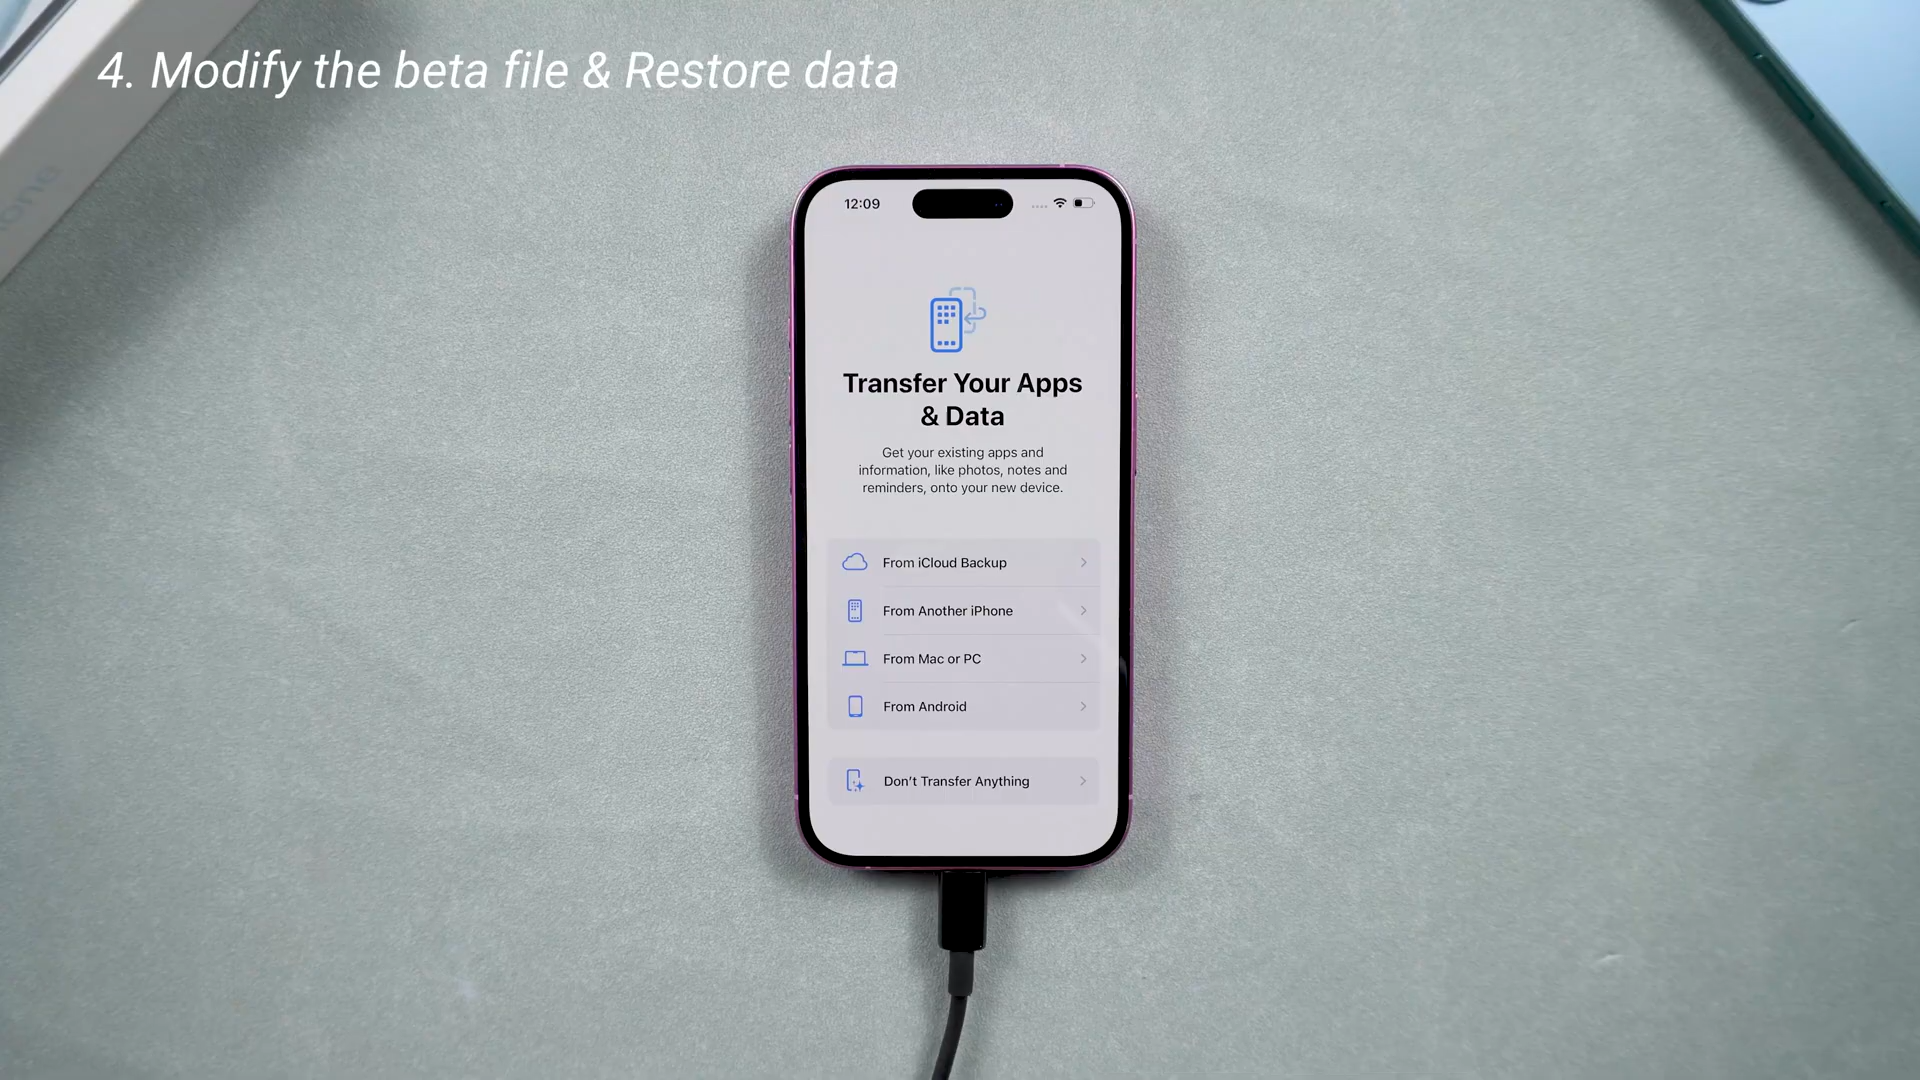 4. Modify the beta file & Restore data
12:09
Transfer Your Apps
& Data
Get your existing apps and
information, like photos, notes and
reminders, onto your new device.
From iCloud Backup
From Another iPhone
From Mac or PC
From Android
Don't Transfer Anything